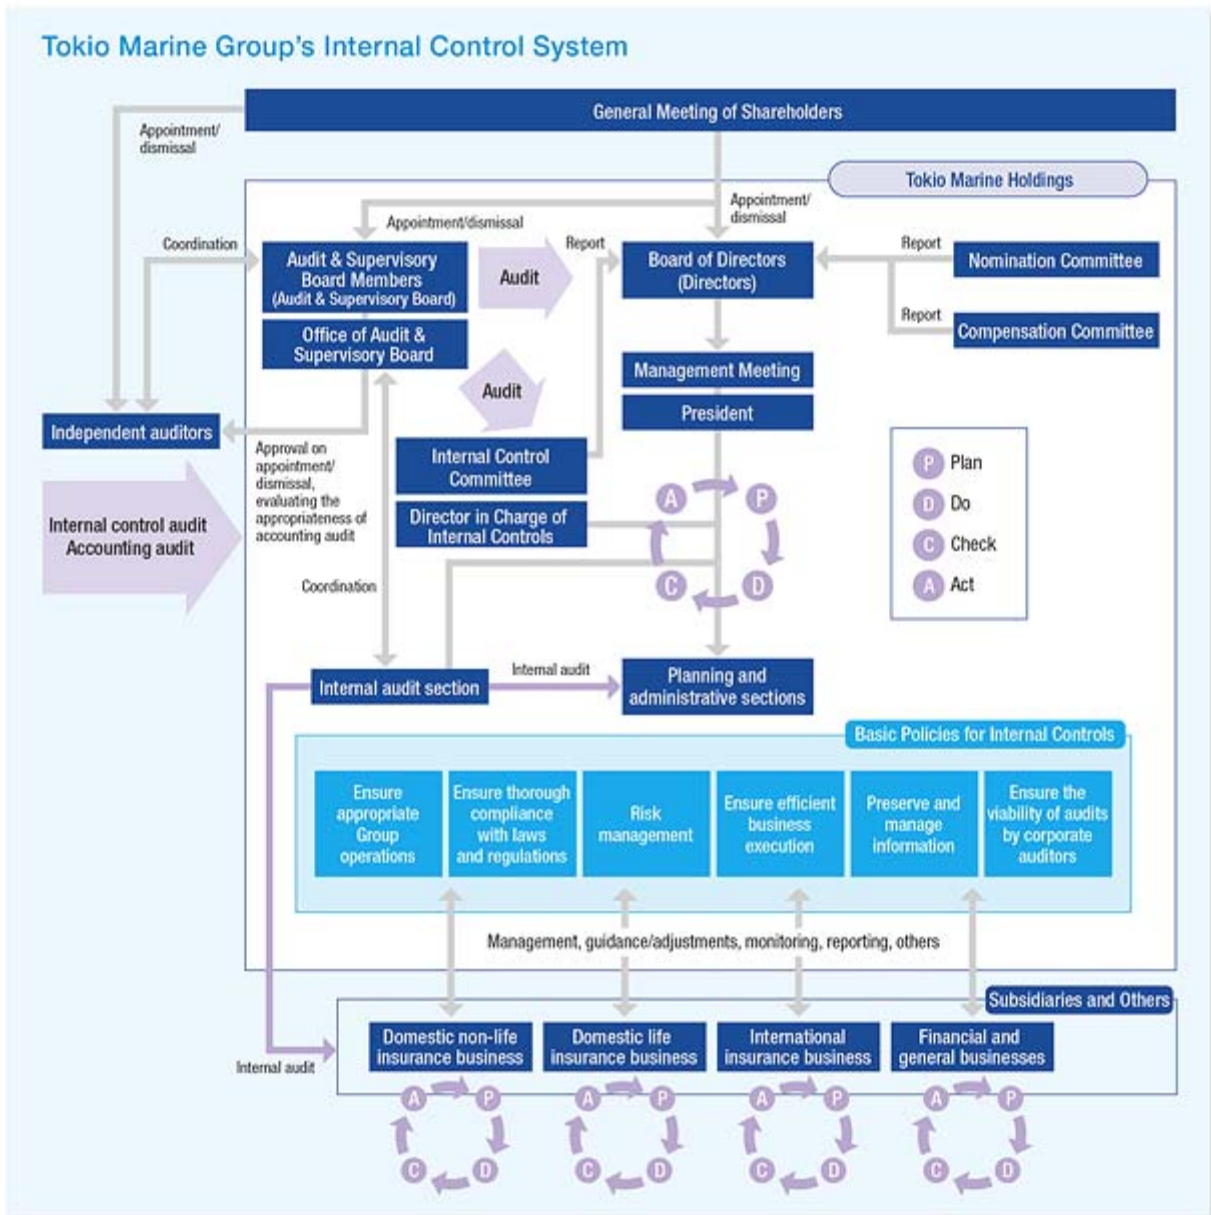 Tokio Marine Group's Internal Control System
General Meeting of Shareholders
Appointment/
dismissal
Tokio Marine Holdings
Appointment/
dismissal
Appointment/dismissal
Coordination
Audit & Supervisory
Board Members
(Audit & Supervisory Board)
Audit
Report
Board of Directors
(Directors)
Report
Nomination Committee
Office of Audit &
Supervisory Board
Report
Compensation Committee
Audit
Management Meeting
President
Independent auditors
Approval on
appointment/
dismissal,
evaluating the
appropriateness of
accounting audit
Internal Control
Committee
Director in Charge of
Internal Controls
A
P
C
D
P Plan
D Do
C Check
A Act
Internal control audit
Accounting audit
Coordination
Internal audit section
Internal audit
Planning and
administrative sections
Basic Policies for Internal Controls
Ensure
appropriate
Group
operations
Ensure thorough
compliance
with laws
and regulations
Risk
management
Ensure efficient
business
execution
Preserve and
manage
information
Ensure the
viability of audits
by corporate
auditors
Management, guidance/adjustments, monitoring, reporting, others
Subsidiaries and Others
Domestic non-life
insurance business
Domestic life
insurance business
International
insurance business
Financial and
general businesses
Internal audit
A
P
C
D
A
P
C
D
A
P
C
D
A
P
C
D